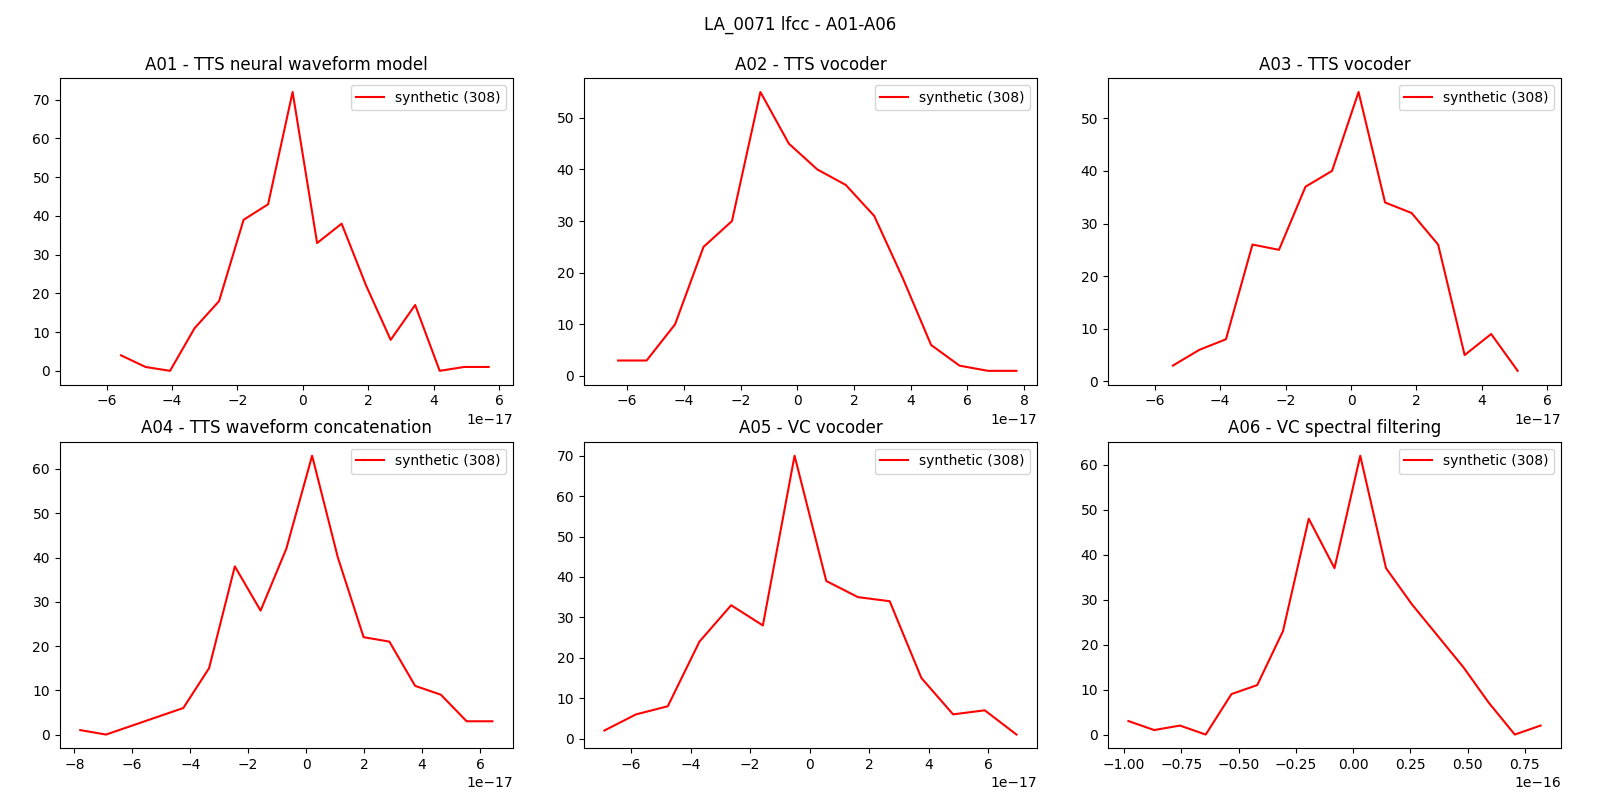 LA_0071 lfcc - A01-A06
A01 - TTS neural waveform model
synthetic (308)
70
60
50
40
30
20
10
0
−6 −4 −2 0 2 4 6
1e−17
A02 - TTS vocoder
synthetic (308)
50
40
30
20
10
0
−6 −4 −2 0 2 4 6 8
1e−17
A03 - TTS vocoder
synthetic (308)
50
40
30
20
10
0
−6 −4 −2 0 2 4 6
1e−17
A04 - TTS waveform concatenation
synthetic (308)
60
50
40
30
20
10
0
−8 −6 −4 −2 0 2 4 6
1e−17
A05 - VC vocoder
synthetic (308)
70
60
50
40
30
20
10
0
−6 −4 −2 0 2 4 6
1e−17
A06 - VC spectral filtering
synthetic (308)
60
50
40
30
20
10
0
−1.00 −0.75 −0.50 −0.25 0.00 0.25 0.50 0.75
1e−16